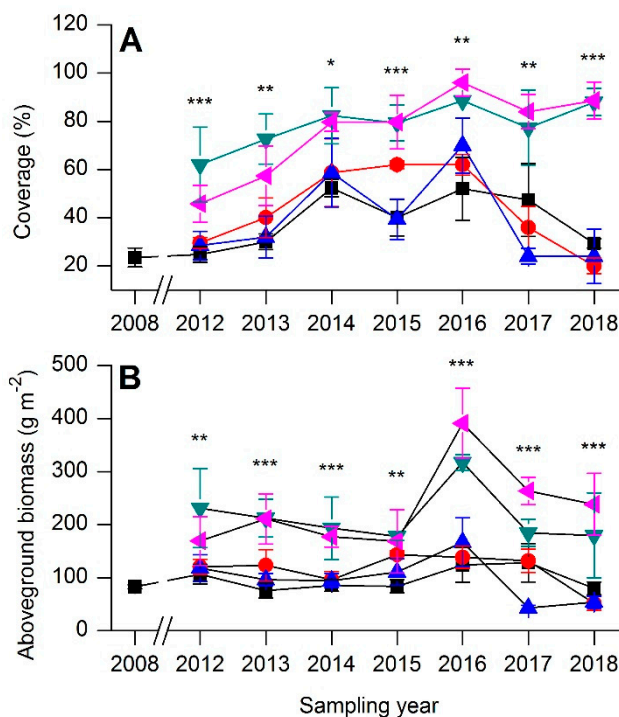 A
120
100
80
60
40
20
Coverage (%)
*** ** * *** ** ** ***
2008 2012 2013 2014 2015 2016 2017 2018
B
500
400
300
200
100
0
Aboveground biomass (g m⁻²)
** *** *** ** *** *** ***
2008 2012 2013 2014 2015 2016 2017 2018
Sampling year